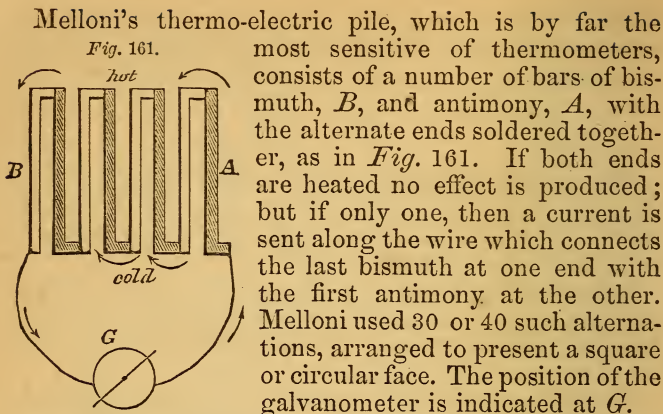 Melloni's thermo-electric pile, which is by far the
Fig. 161.
hot
B
A
cold
G
most sensitive of thermometers,
consists of a number of bars of bis-
muth, B, and antimony, A, with
the alternate ends soldered togeth-
er, as in Fig. 161. If both ends
are heated no effect is produced;
but if only one, then a current is
sent along the wire which connects
the last bismuth at one end with
the first antimony at the other.
Melloni used 30 or 40 such alterna-
tions, arranged to present a square
or circular face. The position of the
galvanometer is indicated at G.